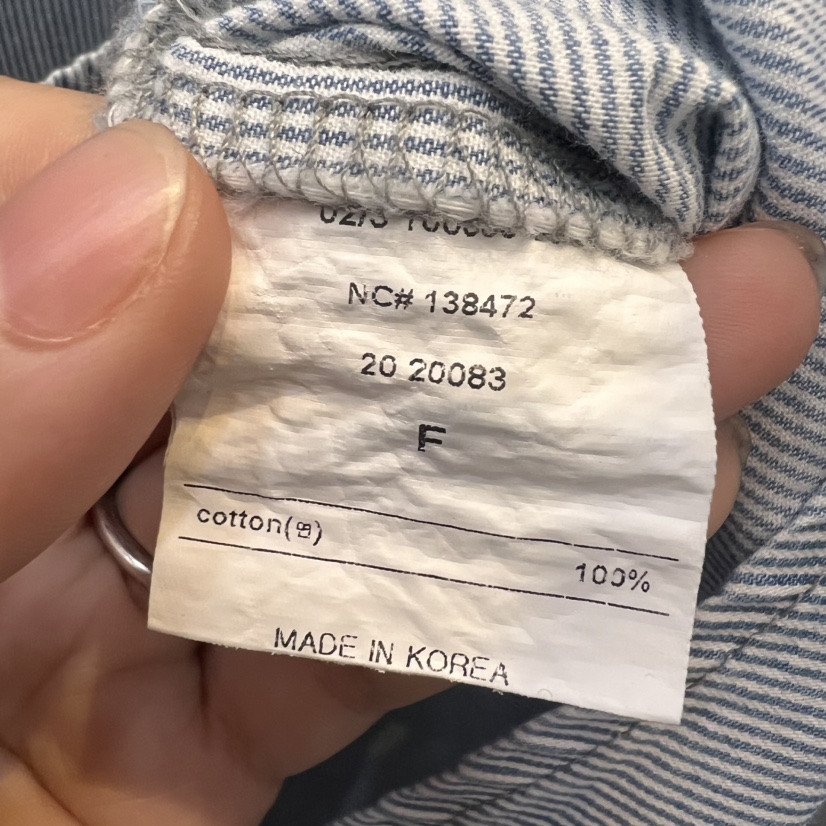 NC# 138472
20 20083
F
cotton(면)
100%
MADE IN KOREA